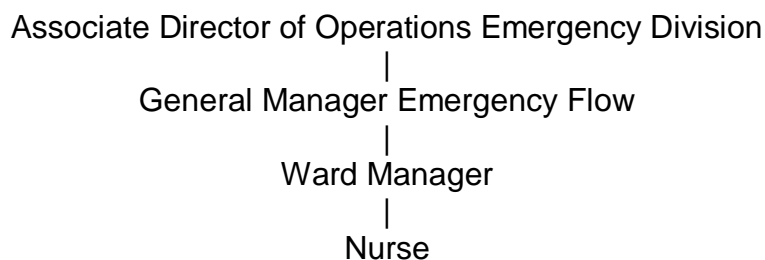 Associate Director of Operations Emergency Division
|
General Manager Emergency Flow
|
Ward Manager
|
Nurse